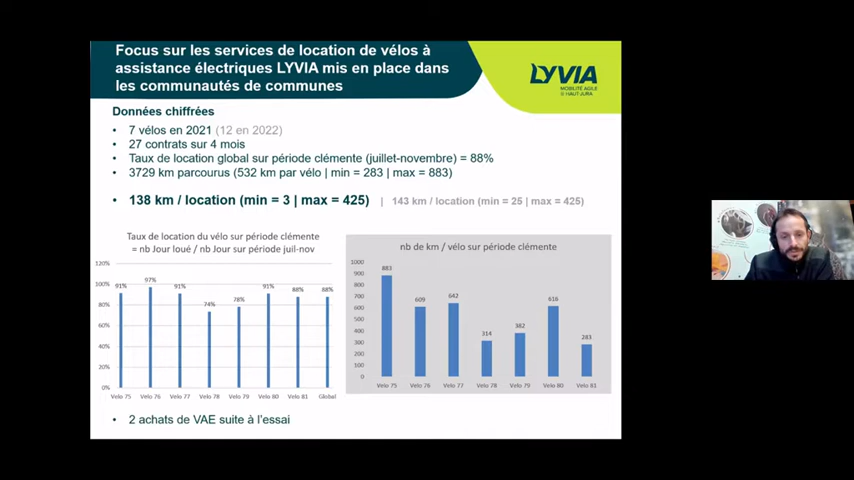 Focus sur les services de location de vélos à
assistance électriques LYVIA mis en place dans
les communautés de communes
LYVIA
MOBILITÉ AGILE
@ HAUT-JURA
Données chiffrées
• 7 vélos en 2021 (12 en 2022)
• 27 contrats sur 4 mois
• Taux de location global sur période clémente (juillet-novembre) = 88%
• 3729 km parcourus (532 km par vélo | min = 283 | max = 883)
• 138 km / location (min = 3 | max = 425) | 143 km / location (min = 25 | max = 425)
Taux de location du vélo sur période clémente
= nb Jour loué / nb Jour sur période juil-nov
120%
100%
80%
60%
40%
20%
0%
91% 97% 91% 74% 78% 91% 88% 88%
Velo 75 Velo 76 Velo 77 Velo 78 Velo 79 Velo 80 Velo 81 Global
nb de km / vélo sur période clémente
1000
900
800
700
600
500
400
300
200
100
0
883 609 642 314 382 616 283
Velo 75 Velo 76 Velo 77 Velo 78 Velo 79 Velo 80 Velo 81
• 2 achats de VAE suite à l'essai